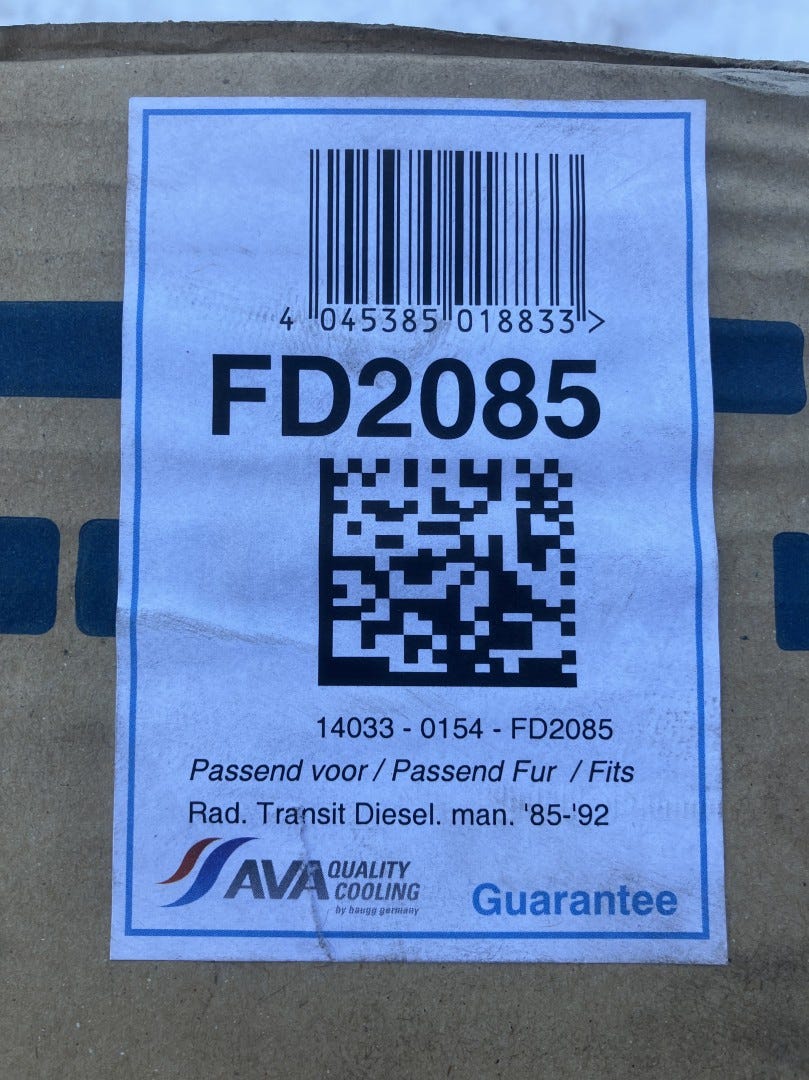 4 045385 018833 >
FD2085
14033 - 0154 - FD2085
Passend voor / Passend Fur / Fits
Rad. Transit Diesel. man. '85-'92
AVA QUALITY
COOLING
by haugg germany
Guarantee